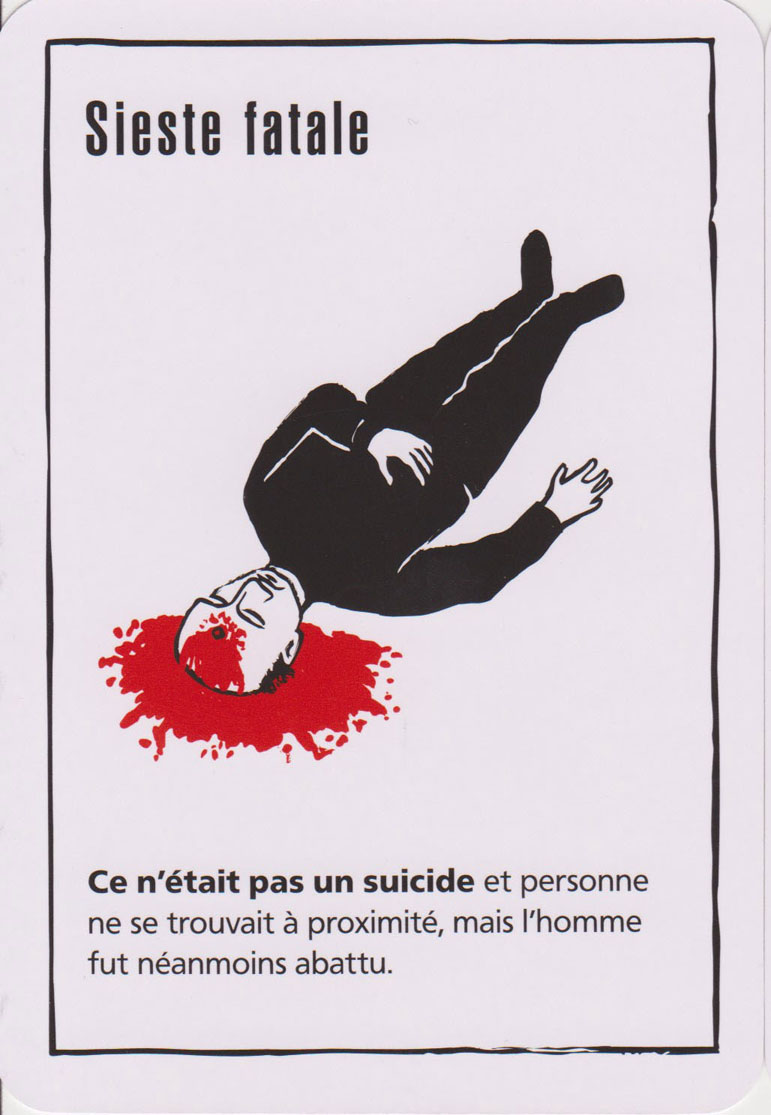 Sieste fatale
Ce n'était pas un suicide et personne
ne se trouvait à proximité, mais l'homme
fut néanmoins abattu.